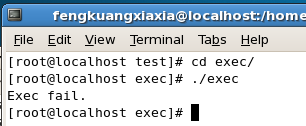 fengkuangxiaxia@localhost:/home
File Edit View Terminal Tabs Help
[root@localhost test]# cd exec/
[root@localhost exec]# ./exec
Exec fail.
[root@localhost exec]#